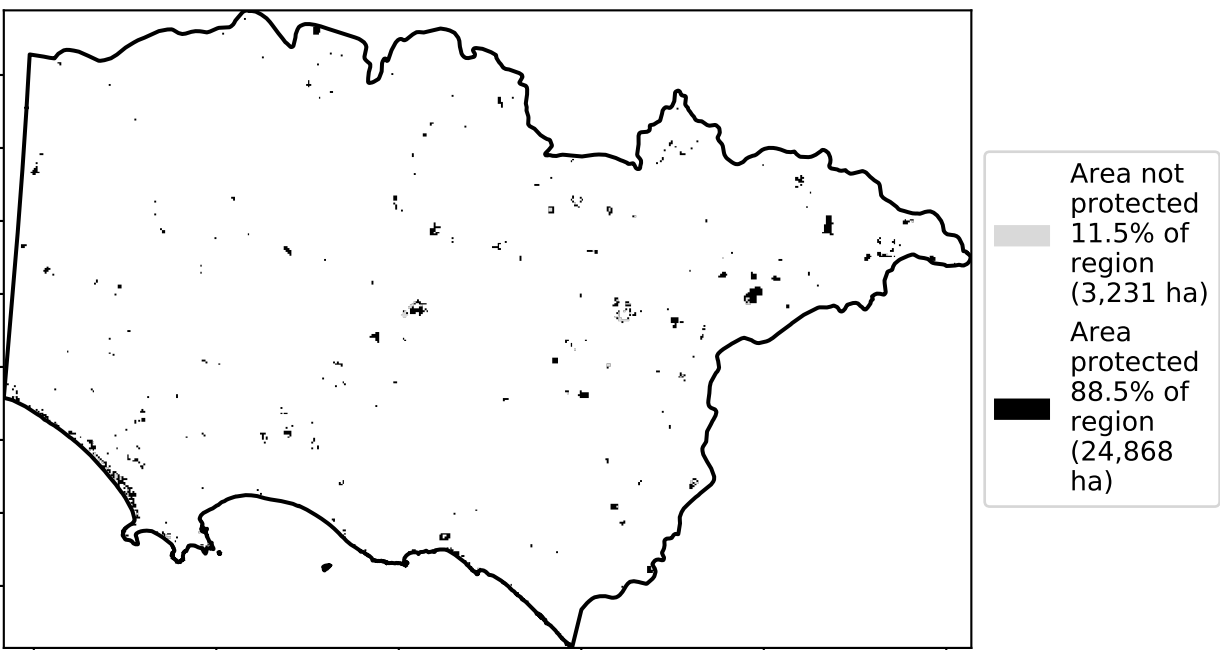 Area not
protected
11.5% of
region
(3,231 ha)
Area
protected
88.5% of
region
(24,868
ha)